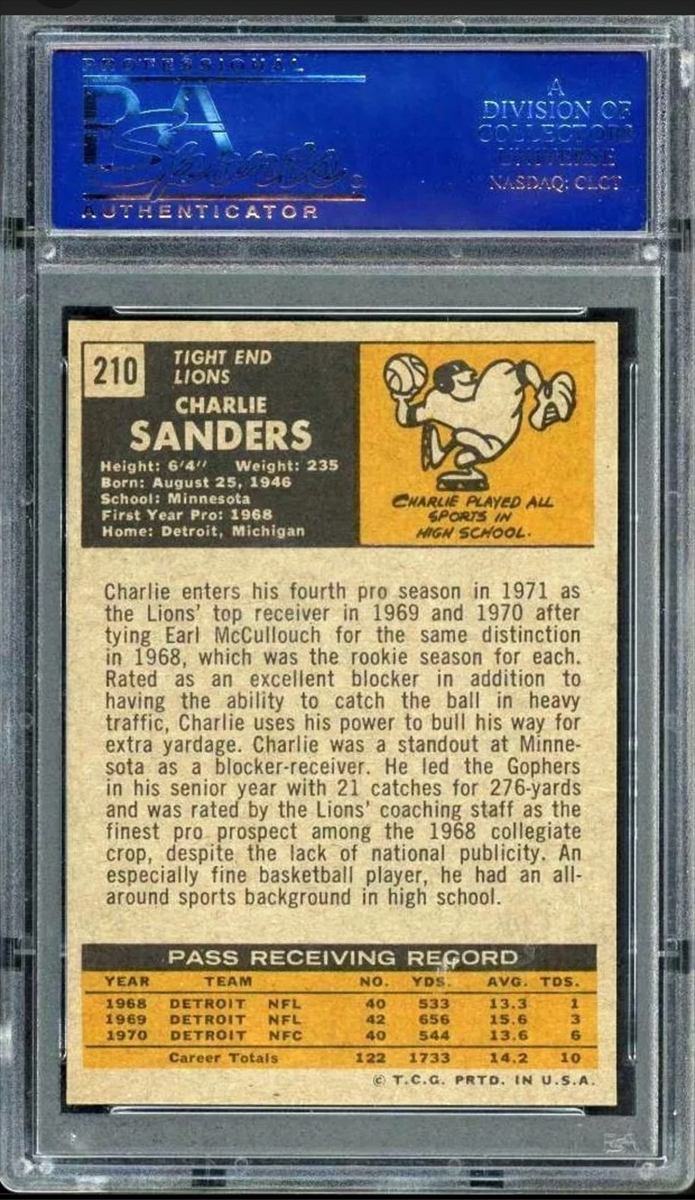 PROFESSIONAL
PSA
Sports
AUTHENTICATOR
A
DIVISION OF
COLLECTORS
UNIVERSE
NASDAQ: CLCT
210
TIGHT END
LIONS
CHARLIE
SANDERS
Height: 6'4" Weight: 235
Born: August 25, 1946
School: Minnesota
First Year Pro: 1968
Home: Detroit, Michigan
CHARLIE PLAYED ALL
SPORTS IN
HIGH SCHOOL.
Charlie enters his fourth pro season in 1971 as
the Lions' top receiver in 1969 and 1970 after
tying Earl McCullouch for the same distinction
in 1968, which was the rookie season for each.
Rated as an excellent blocker in addition to
having the ability to catch the ball in heavy
traffic, Charlie uses his power to bull his way for
extra yardage. Charlie was a standout at Minne-
sota as a blocker-receiver. He led the Gophers
in his senior year with 21 catches for 276-yards
and was rated by the Lions' coaching staff as the
finest pro prospect among the 1968 collegiate
crop, despite the lack of national publicity. An
especially fine basketball player, he had an all-
around sports background in high school.
PASS RECEIVING RECORD
YEAR TEAM NO. YDS. AVG. TDS.
1968 DETROIT NFL 40 533 13.3 1
1969 DETROIT NFL 42 656 15.6 3
1970 DETROIT NFC 40 544 13.6 6
Career Totals 122 1733 14.2 10
© T.C.G. PRTD. IN U.S.A.
PSA